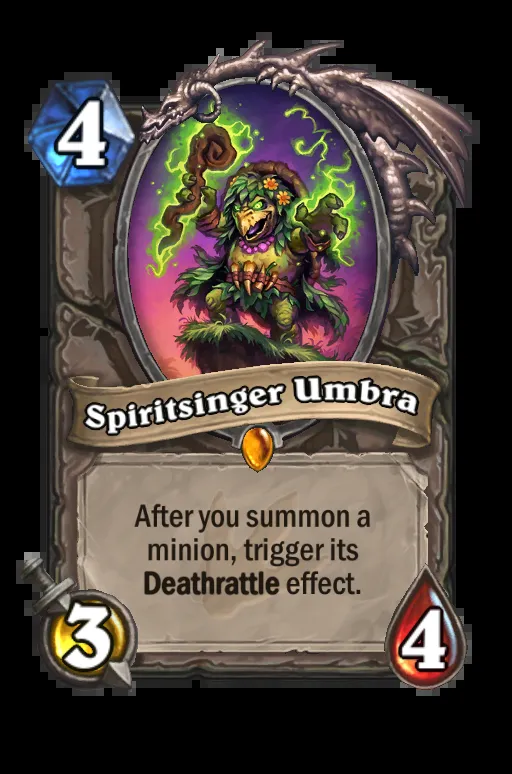 4
Spiritsinger Umbra
After you summon a
minion, trigger its
Deathrattle effect.
3
4